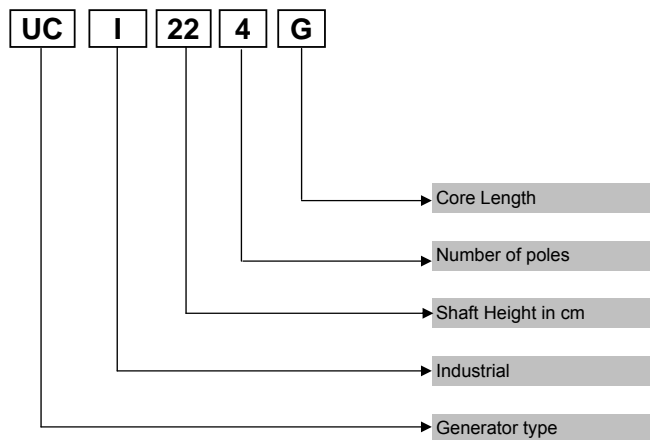 UC I 22 4 G
Core Length
Number of poles
Shaft Height in cm
Industrial
Generator type